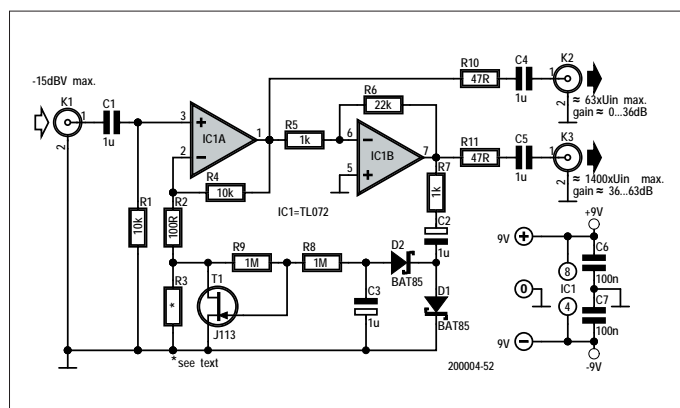 -15dBV max.
K1
1
2
C1
1u
R1
10k
3
2
1
IC1A
R2
100R
R4
10k
R5
1k
R6
22k
6
5
7
IC1B
IC1=TL072
R10
47R
C4
1u
K2
1
2
≈ 63xUin max.
gain ≈ 0...36dB
R11
47R
C5
1u
K3
1
2
≈ 1400xUin max.
gain ≈ 36...63dB
R7
1k
C2
1u
R9
1M
R8
1M
D2
BAT85
D1
BAT85
R3
*
T1
J113
C3
1u
* see text
+9V
9V
C6
8
100n
0
IC1
4
C7
100n
9V
-9V
200004-52